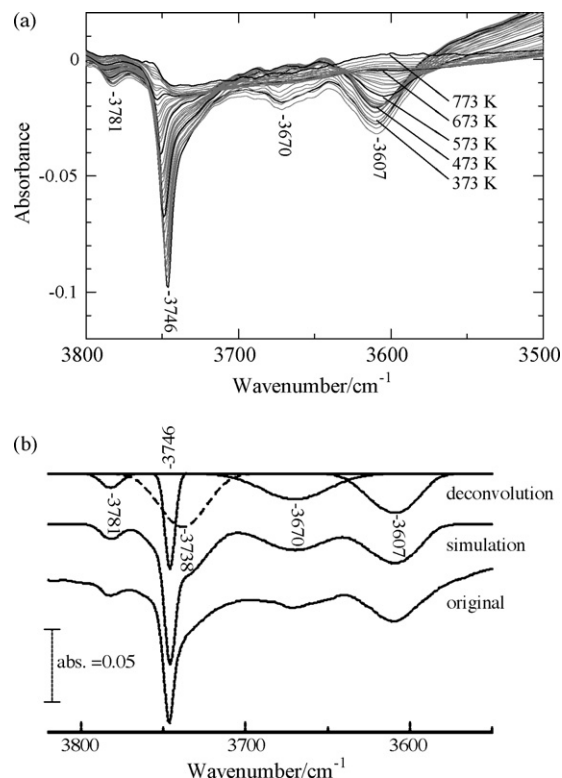 (a)
0
-0.05
-0.1
Absorbance
-3781
-3746
-3670
-3607
773 K
673 K
573 K
473 K
373 K
3800
3700
3600
3500
Wavenumber/cm-1
(b)
-3746
-3781
-3738
-3670
-3607
deconvolution
simulation
original
abs. =0.05
3800
3700
3600
Wavenumber/cm-1